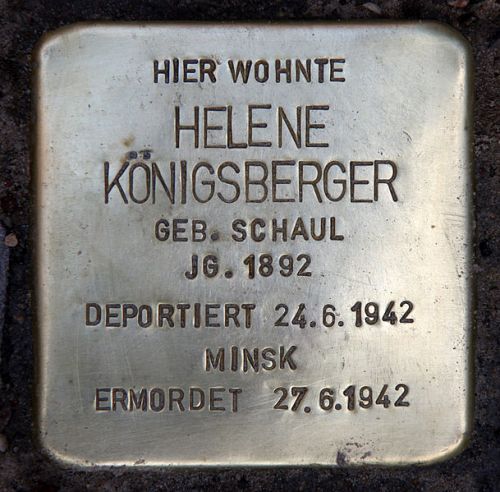 HIER WOHNTE
HELENE
KÖNIGSBERGER
GEB. SCHAUL
JG. 1892
DEPORTIERT 24.6.1942
MINSK
ERMORDET 27.6.1942